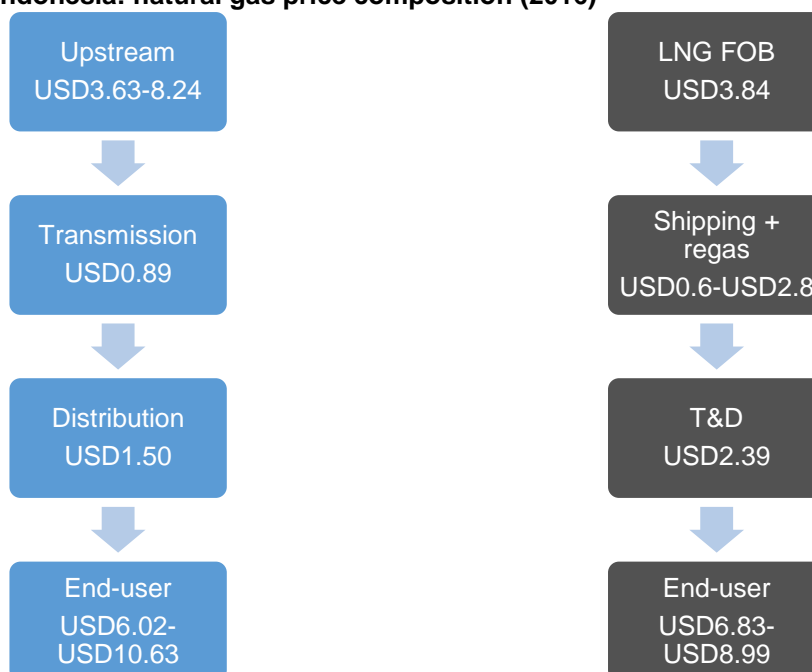 Indonesia: natural gas price composition (2016)
Upstream
USD3.63-8.24
Transmission
USD0.89
Distribution
USD1.50
End-user
USD6.02-
USD10.63
LNG FOB
USD3.84
Shipping +
regas
USD0.6-USD2.8
T&D
USD2.39
End-user
USD6.83-
USD8.99